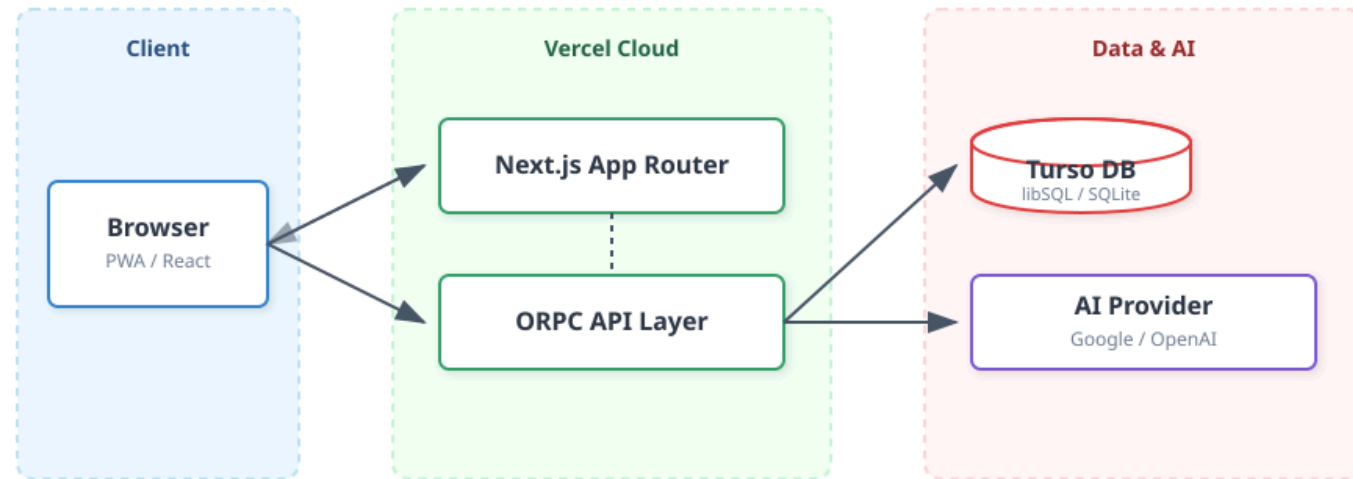 Client
Browser
PWA / React
Vercel Cloud
Next.js App Router
ORPC API Layer
Data & AI
Turso DB
libSQL / SQLite
AI Provider
Google / OpenAI